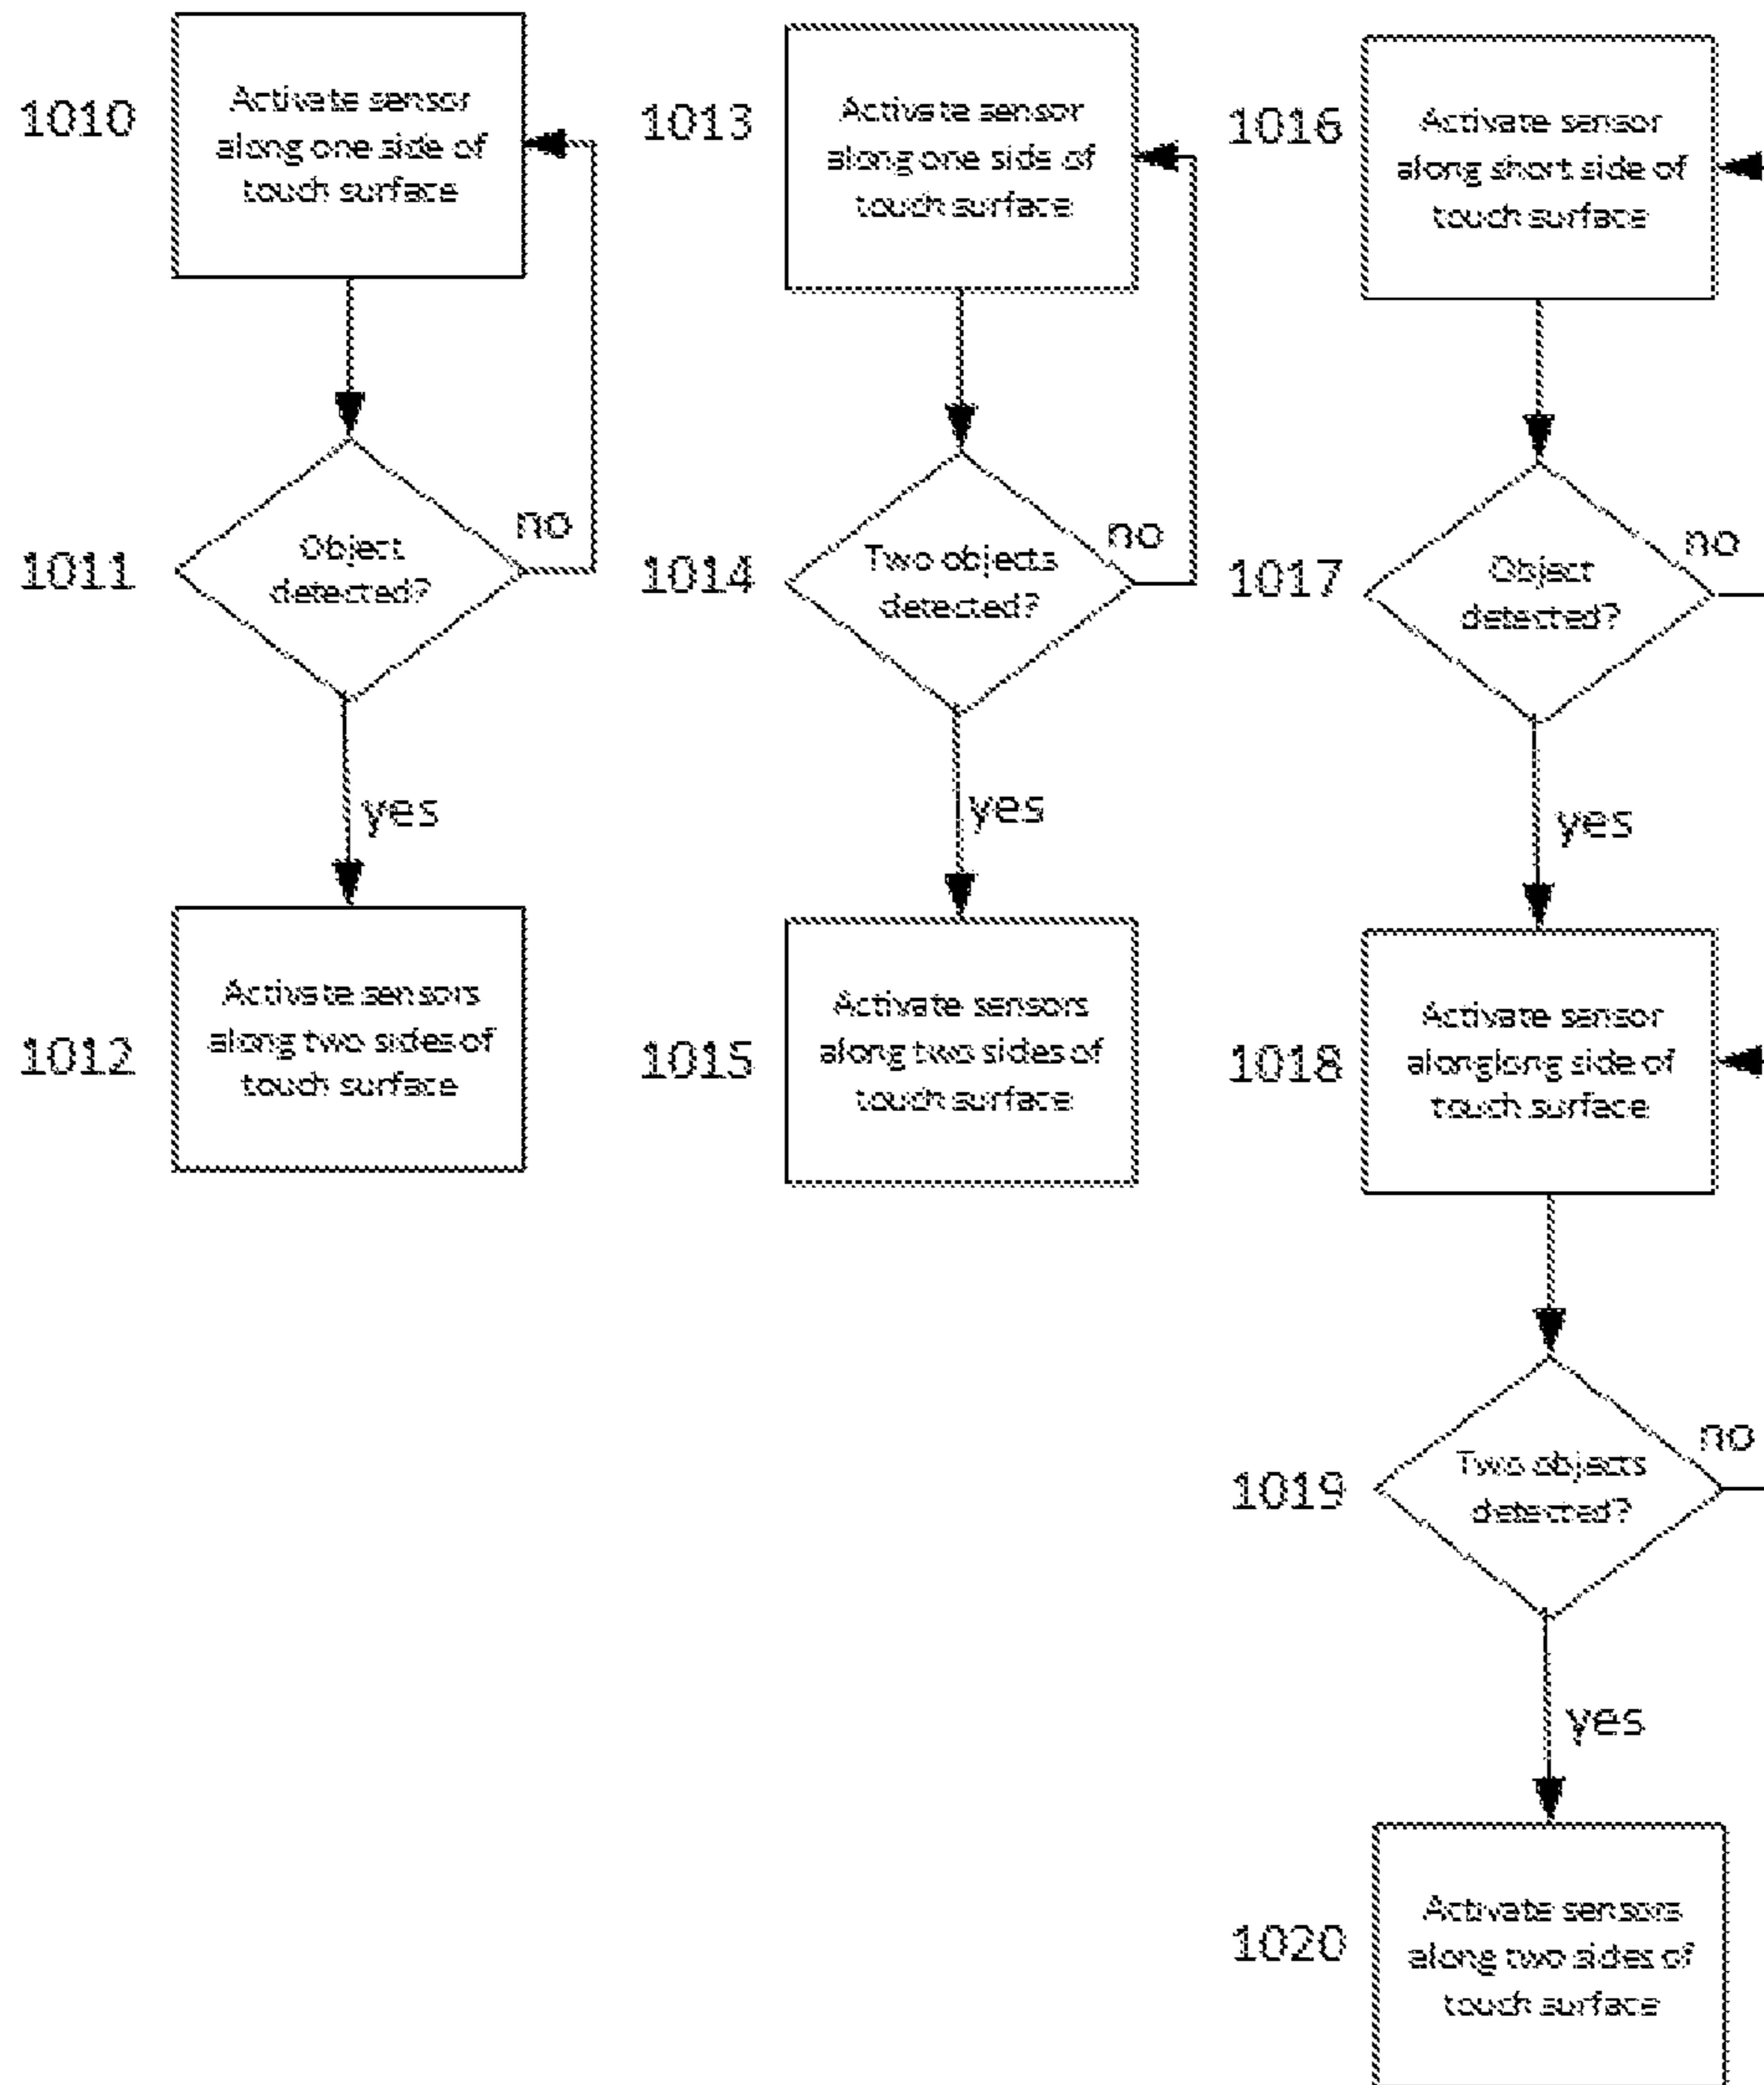 1010
Activate sensor
along one side of
touch surface
1011
Object
detected?
no
yes
1012
Activate sensors
along two sides of
touch surface
1013
Activate sensor
along one side of
touch surface
1014
Two objects
detected?
no
yes
1015
Activate sensors
along two sides of
touch surface
1016
Activate sensor
along short side of
touch surface
1017
Object
detected?
no
yes
1018
Activate sensor
along long side of
touch surface
1019
Two objects
detected?
no
yes
1020
Activate sensors
along two sides of
touch surface